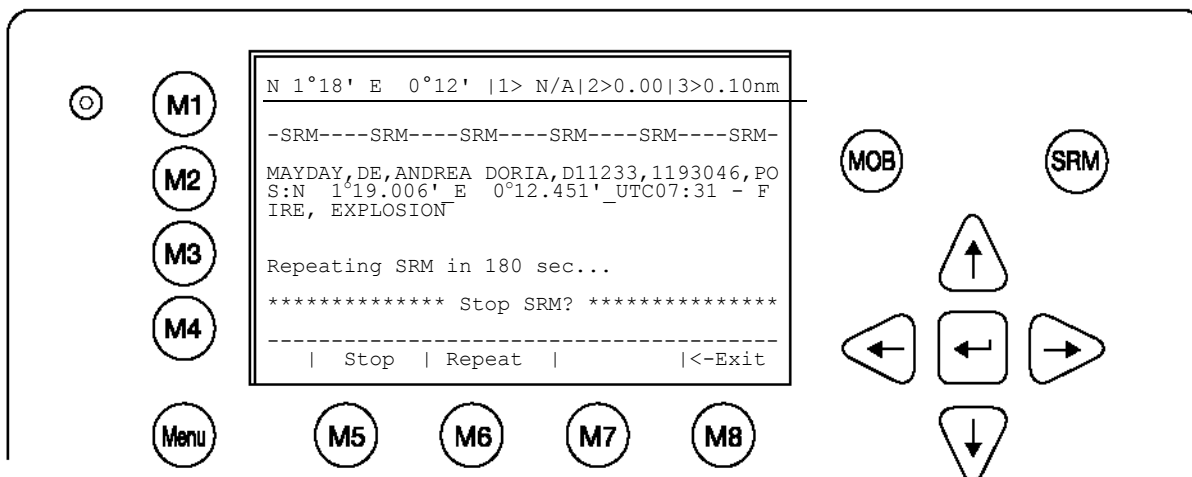 N 1°18' E 0°12' |1> N/A|2>0.00|3>0.10nm
M1
-SRM----SRM----SRM----SRM----SRM----SRM-
MOB
SRM
MAYDAY,DE,ANDREA DORIA,D11233,1193046,PO
S:N 1°19.006'_E 0°12.451'_UTC07:31 - F
IRE, EXPLOSION
M2
M3
Repeating SRM in 180 sec...
************** Stop SRM? ***************
M4
----------------------------------------
| Stop | Repeat | |<-Exit
Menu
M5
M6
M7
M8